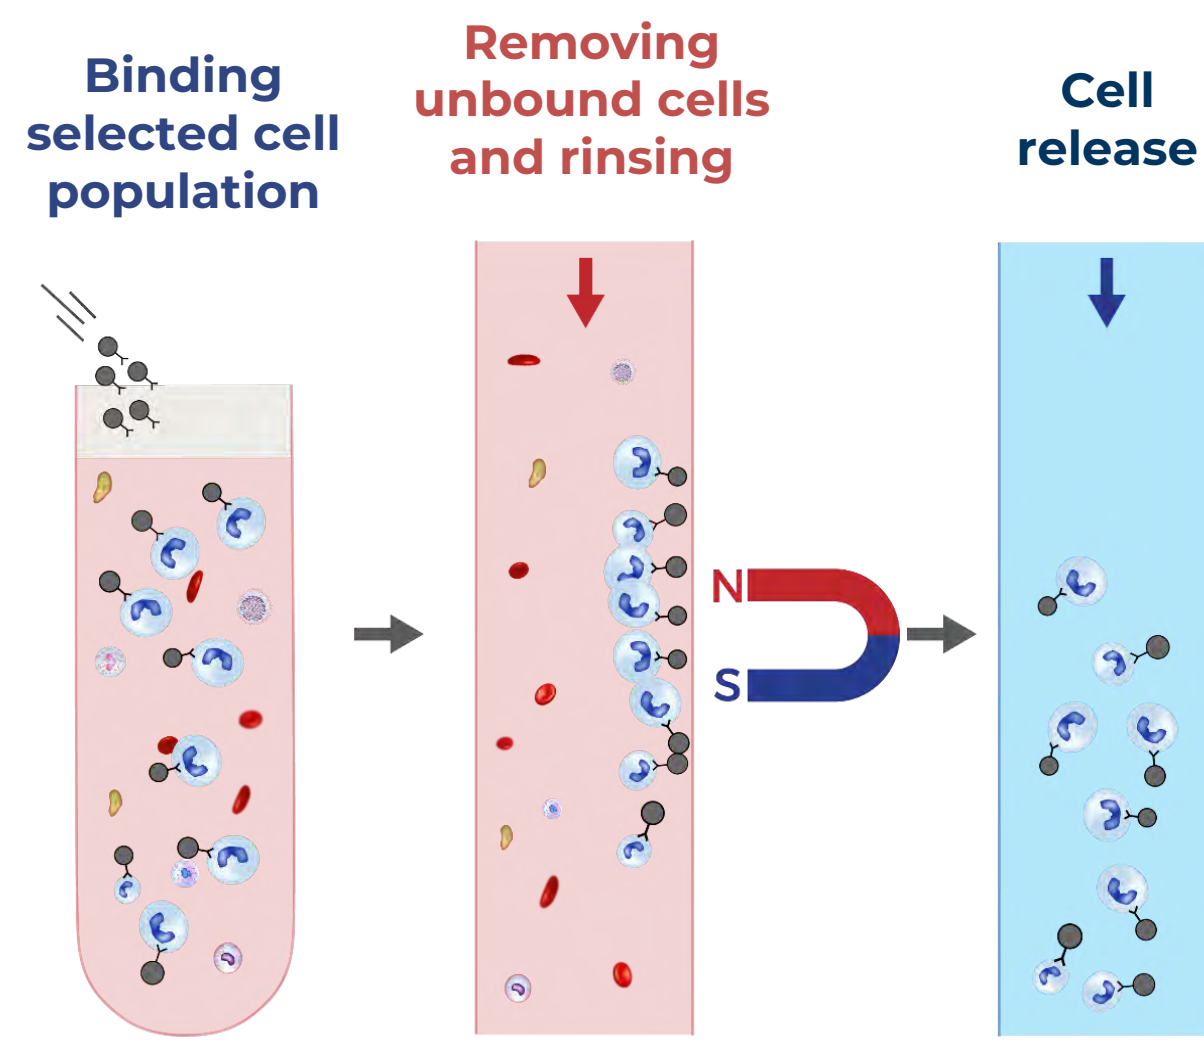 Binding
selected cell
population
Removing
unbound cells
and rinsing
Cell
release
N
S